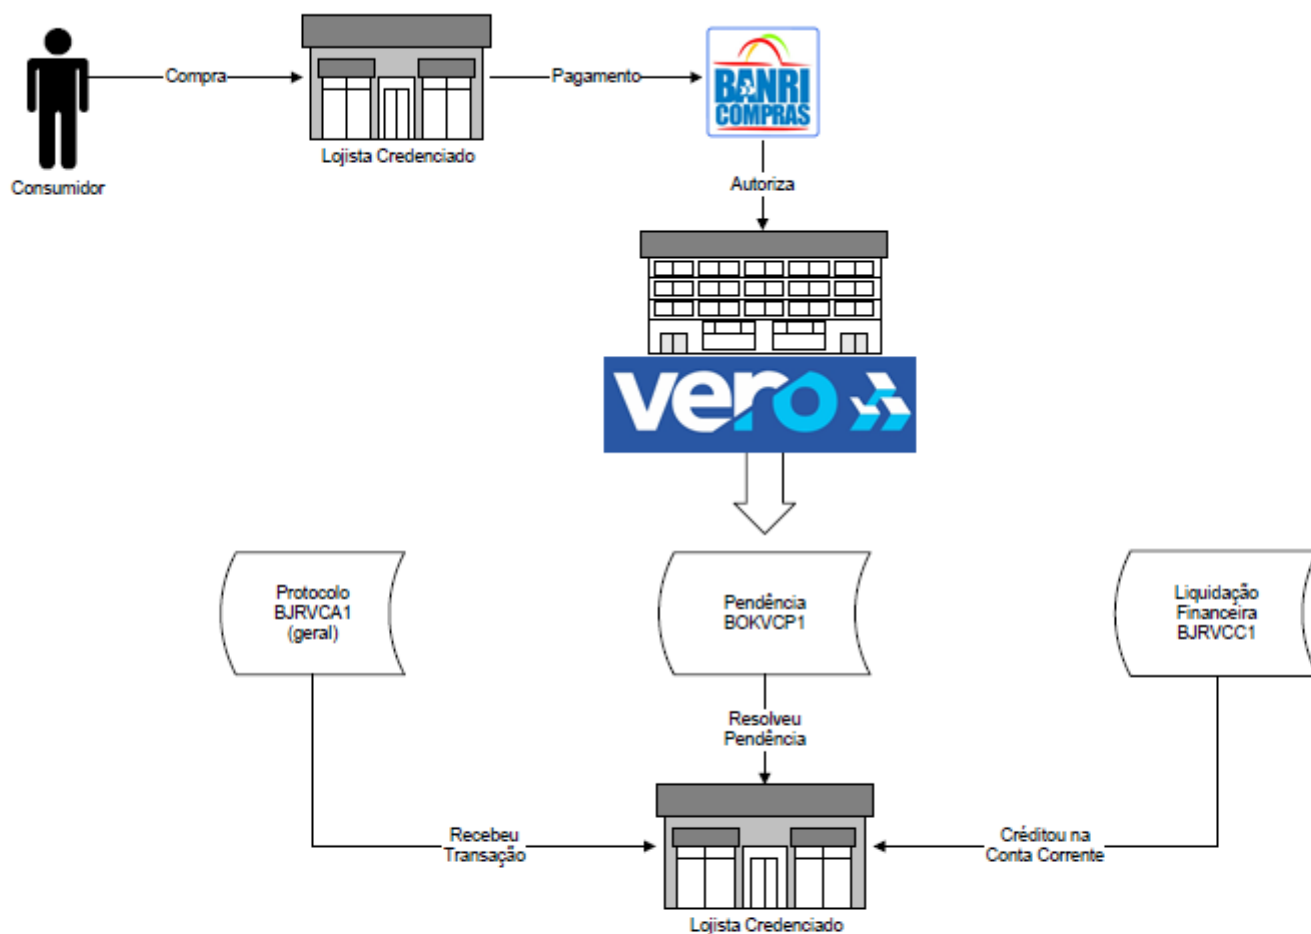 Compra
Pagamento
BANRI
COMPRAS
Lojista Credenciado
Consumidor
Autoriza
vero
Protocolo
BJRVCA1
(geral)
Pendência
BOKVCP1
Liquidação
Financeira
BJRVCC1
Resolveu
Pendência
Recebeu
Transação
Créditou na
Conta Corrente
Lojista Credenciado